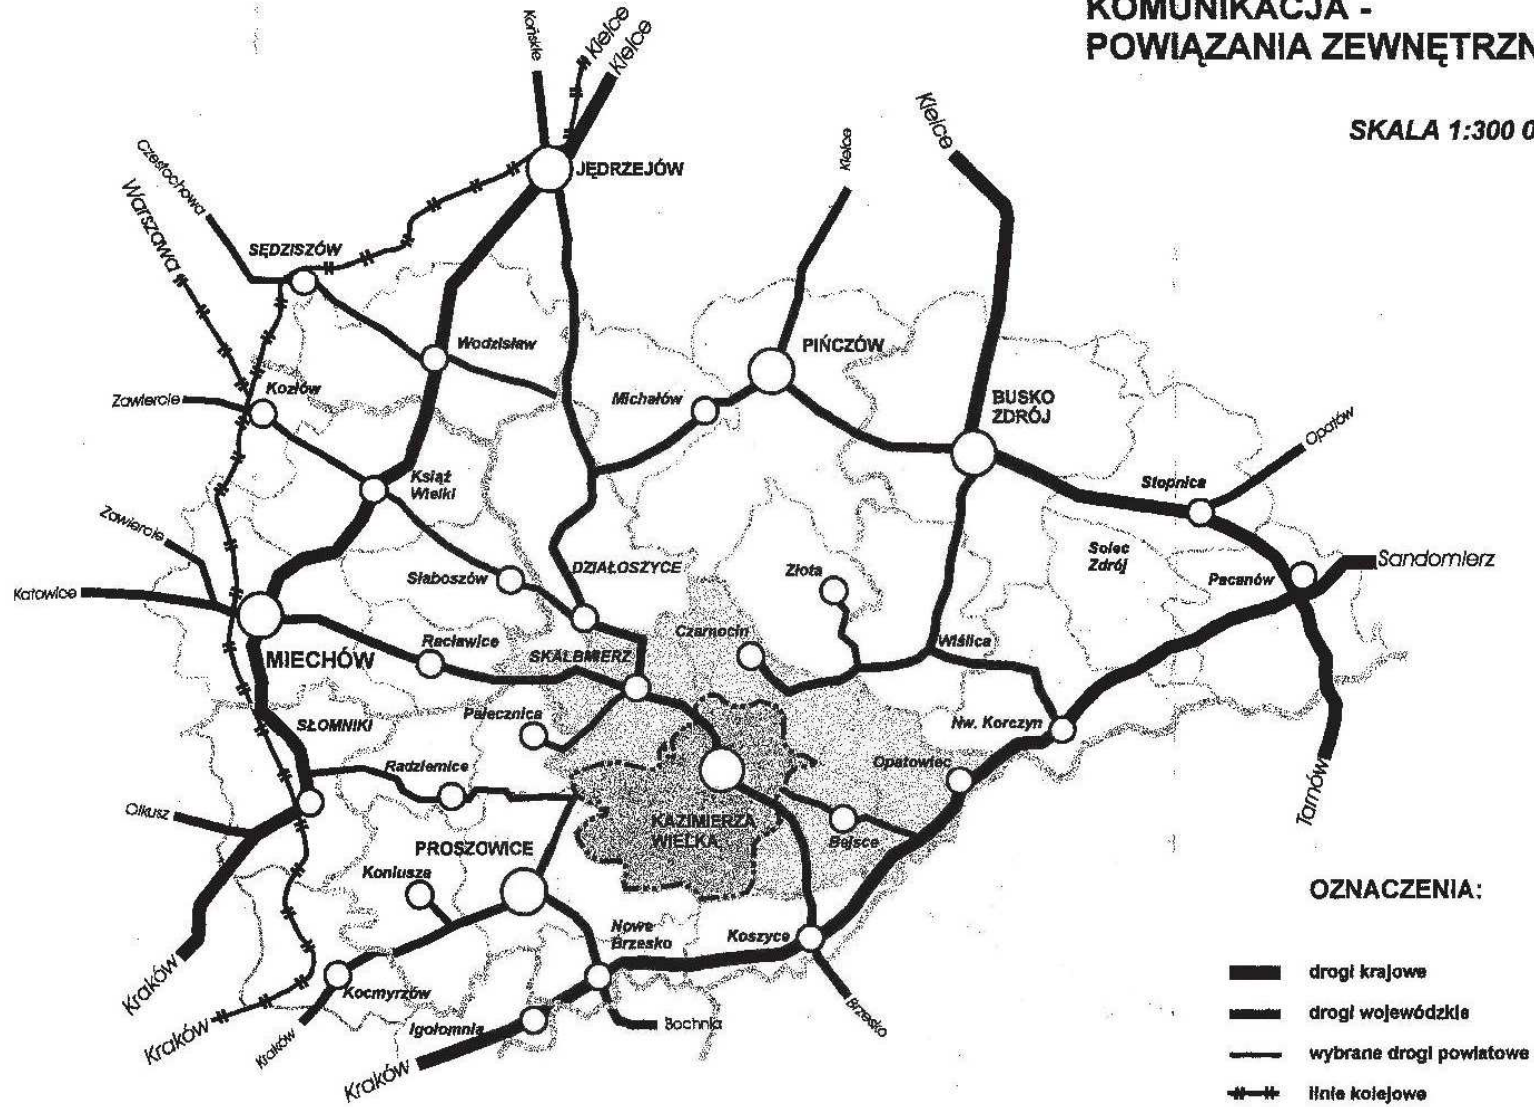 KOMUNIKACJA -
POWIĄZANIA ZEWNĘTRZN
SKALA 1:300 0
Końskie
Kielce
Kielce
Kielce
Kielce
Częstochowa
Warszawa
JĘDRZEJÓW
SĘDZISZÓW
Wodzisław
PIŃCZÓW
Michałów
BUSKO
ZDRÓJ
Opatów
Zawiercie
Kozłów
Książ
Wielki
Stopnica
Zawiercie
Solec
Zdrój
Sandomierz
Pacanów
Katowice
Słaboszów
DZIAŁOSZYCE
Złota
Czarnocin
Wiślica
Racławice
SKALBMIERZ
MIECHÓW
Pałecznica
SŁOMNIKI
Nw. Korczyn
Opatowiec
Radziemice
Tarnów
Olkusz
KAZIMIERZA
WIELKA
Bejsce
PROSZOWICE
Koniusza
Nowe
Brzesko
Koszyce
Kraków
Kocmyrzów
Igołomnia
Bochnia
Brzesko
Kraków
Kraków
Kraków
OZNACZENIA:
drogi krajowe
drogi wojewódzkie
wybrane drogi powiatowe
linie kolejowe